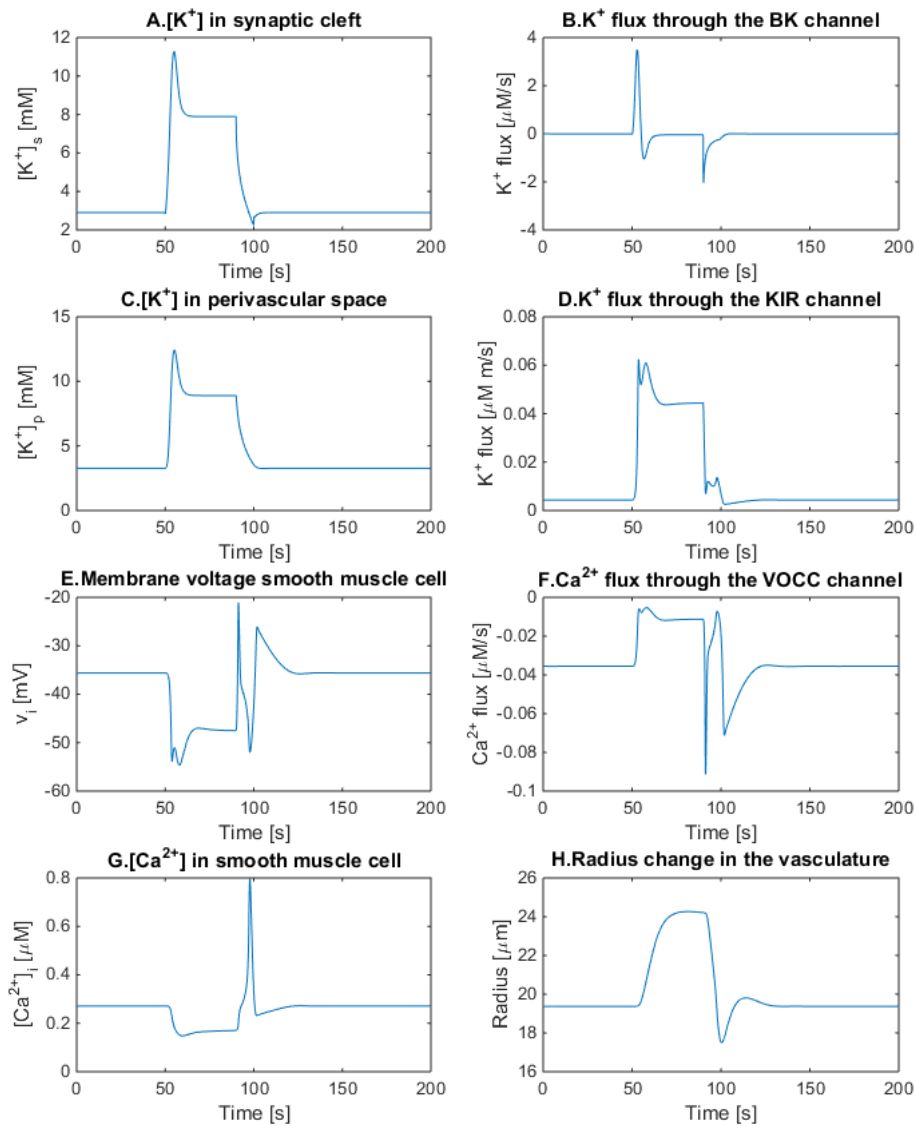 A.[K+] in synaptic cleft
[K+]s [mM]
12
10
8
6
4
2
0 50 100 150 200
Time [s]
B.K+ flux through the BK channel
K+ flux [μM/s]
4
2
0
-2
-4
0 50 100 150 200
Time [s]
C.[K+] in perivascular space
[K+]p [mM]
15
10
5
0
0 50 100 150 200
Time [s]
D.K+ flux through the KIR channel
K+ flux [μM m/s]
0.08
0.06
0.04
0.02
0
0 50 100 150 200
Time [s]
E.Membrane voltage smooth muscle cell
vi [mV]
-20
-30
-40
-50
-60
0 50 100 150 200
Time [s]
F.Ca2+ flux through the VOCC channel
Ca2+ flux [μM/s]
0
-0.02
-0.04
-0.06
-0.08
-0.1
0 50 100 150 200
Time [s]
G.[Ca2+] in smooth muscle cell
[Ca2+]i [μM]
0.8
0.6
0.4
0.2
0
0 50 100 150 200
Time [s]
H.Radius change in the vasculature
Radius [μm]
26
24
22
20
18
16
0 50 100 150 200
Time [s]